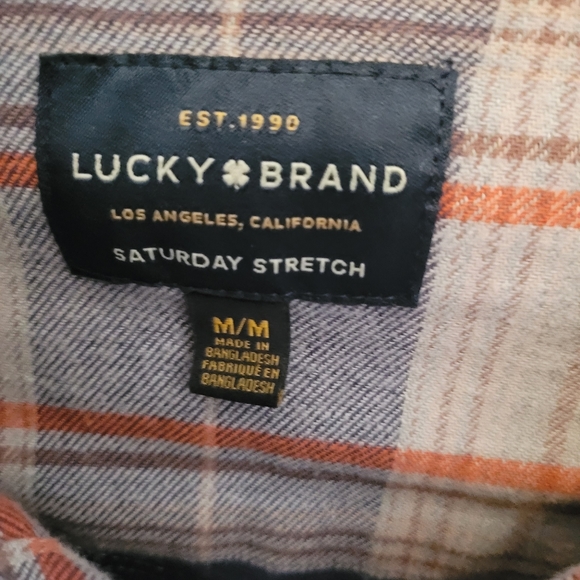 EST.1990
LUCKY BRAND
LOS ANGELES, CALIFORNIA
SATURDAY STRETCH
M/M
MADE IN
BANGLADESH
FABRIQUÉ EN
BANGLADESH